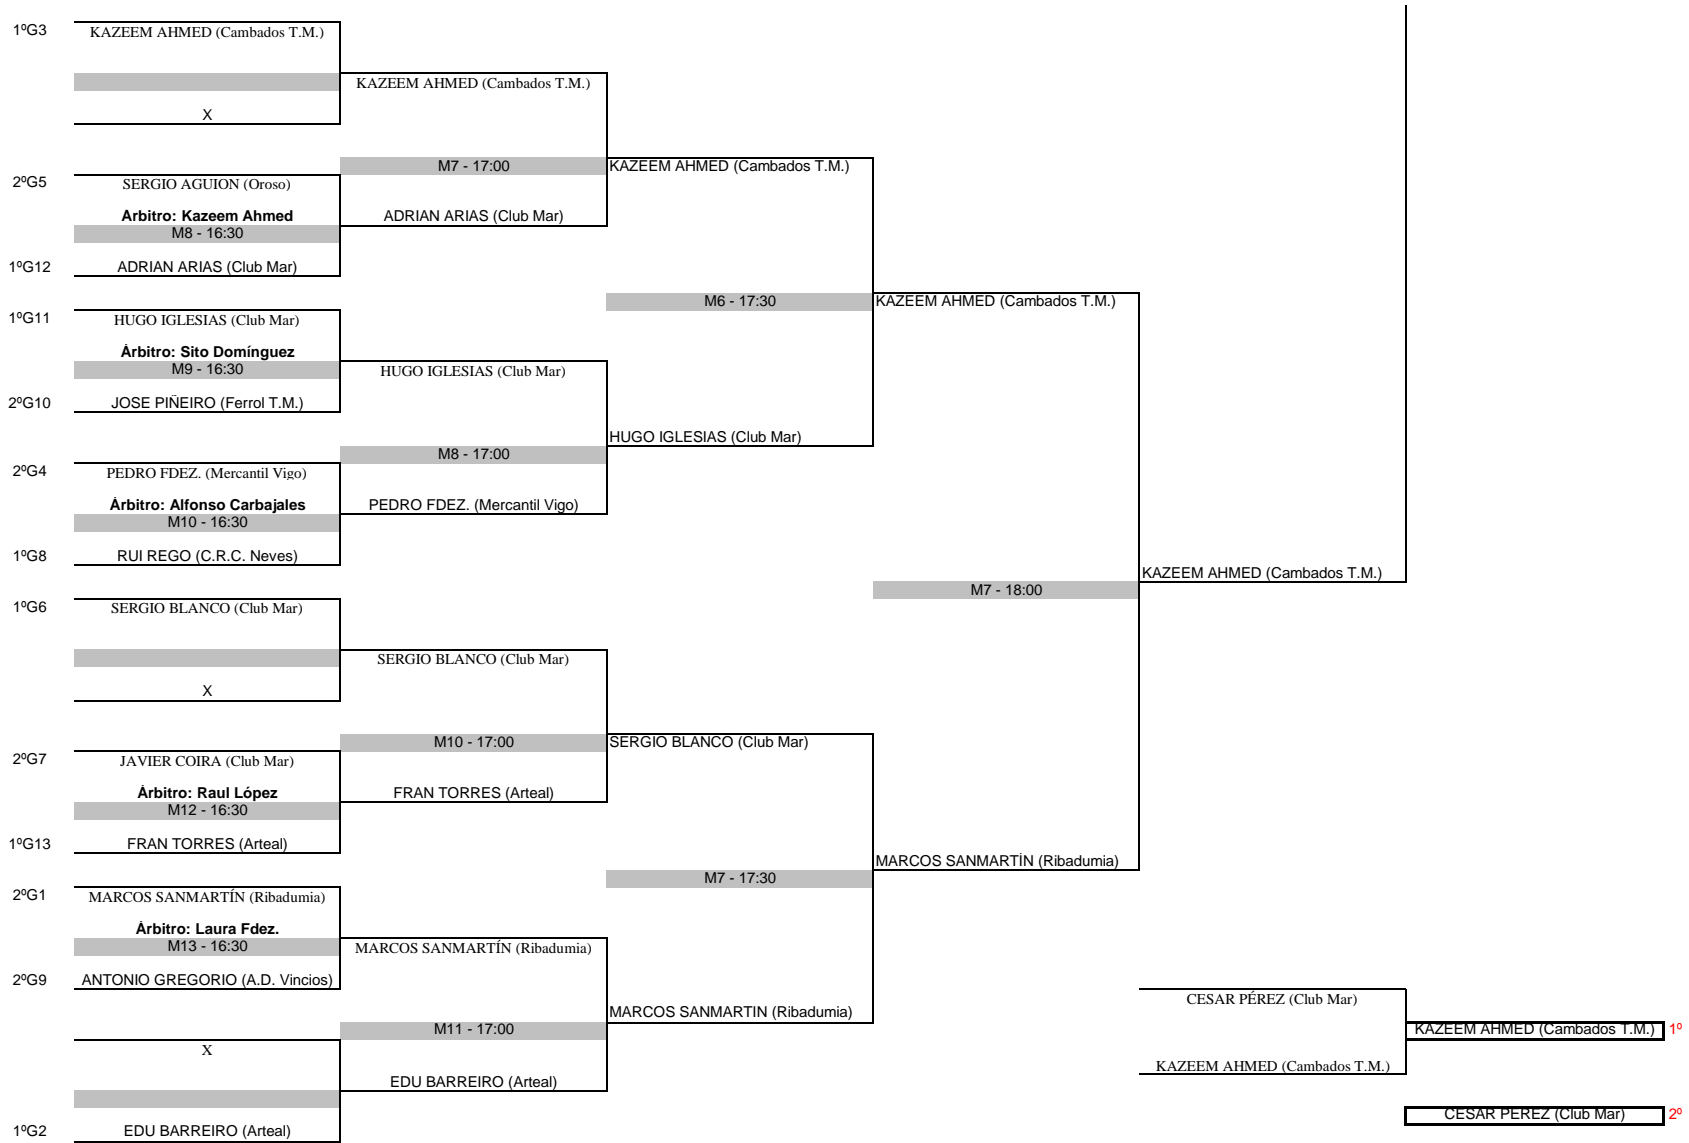 1ºG3
KAZEEM AHMED (Cambados T.M.)
KAZEEM AHMED (Cambados T.M.)
X
M7 - 17:00
KAZEEM AHMED (Cambados T.M.)
2ºG5
SERGIO AGUION (Oroso)
Arbitro: Kazeem Ahmed
ADRIAN ARIAS (Club Mar)
M8 - 16:30
1ºG12
ADRIAN ARIAS (Club Mar)
M6 - 17:30
KAZEEM AHMED (Cambados T.M.)
1ºG11
HUGO IGLESIAS (Club Mar)
Árbitro: Sito Domínguez
M9 - 16:30
HUGO IGLESIAS (Club Mar)
2ºG10
JOSE PIÑEIRO (Ferrol T.M.)
HUGO IGLESIAS (Club Mar)
M8 - 17:00
2ºG4
PEDRO FDEZ. (Mercantil Vigo)
Árbitro: Alfonso Carbajales
PEDRO FDEZ. (Mercantil Vigo)
M10 - 16:30
1ºG8
RUI REGO (C.R.C. Neves)
KAZEEM AHMED (Cambados T.M.)
M7 - 18:00
1ºG6
SERGIO BLANCO (Club Mar)
SERGIO BLANCO (Club Mar)
X
M10 - 17:00
SERGIO BLANCO (Club Mar)
2ºG7
JAVIER COIRA (Club Mar)
Árbitro: Raul López
FRAN TORRES (Arteal)
M12 - 16:30
1ºG13
FRAN TORRES (Arteal)
MARCOS SANMARTÍN (Ribadumia)
M7 - 17:30
2ºG1
MARCOS SANMARTÍN (Ribadumia)
Árbitro: Laura Fdez.
M13 - 16:30
MARCOS SANMARTÍN (Ribadumia)
2ºG9
ANTONIO GREGORIO (A.D. Vincios)
CESAR PÉREZ (Club Mar)
MARCOS SANMARTIN (Ribadumia)
M11 - 17:00
KAZEEM AHMED (Cambados T.M.) 1º
X
KAZEEM AHMED (Cambados T.M.)
EDU BARREIRO (Arteal)
CESAR PEREZ (Club Mar) 2º
1ºG2
EDU BARREIRO (Arteal)